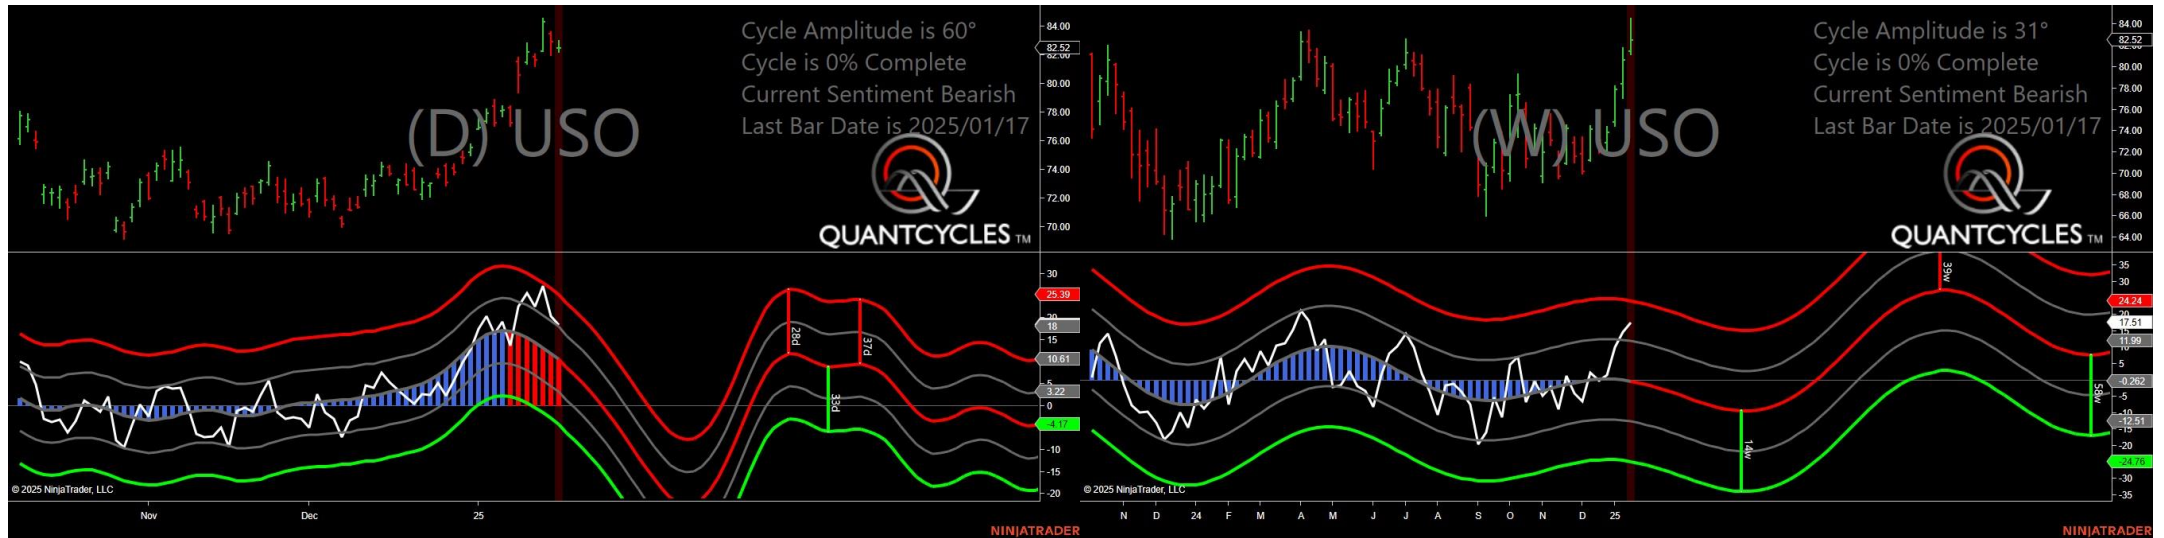 Cycle Amplitude is 60°
Cycle is 0% Complete
Current Sentiment Bearish
Last Bar Date is 2025/01/17
(D) USO
QUANTCYCLES TM
84.00
82.52
80.00
78.00
76.00
74.00
72.00
70.00
30
25.39
18
15
10.61
5
3.22
0
-4.17
-10
-15
-20
28d
33d
37d
© 2025 NinjaTrader, LLC
Nov
Dec
25
NINJATRADER
Cycle Amplitude is 31°
Cycle is 0% Complete
Current Sentiment Bearish
Last Bar Date is 2025/01/17
(W) USO
QUANTCYCLES TM
84.00
82.52
80.00
78.00
76.00
74.00
72.00
70.00
68.00
66.00
64.00
35
30
24.24
17.51
15
11.99
5
-0.262
-5
-10
-12.51
-15
-20
-24.76
-30
-35
39w
14w
58w
© 2025 NinjaTrader, LLC
N D 24 F M A M J J A S O N D 25
NINJATRADER